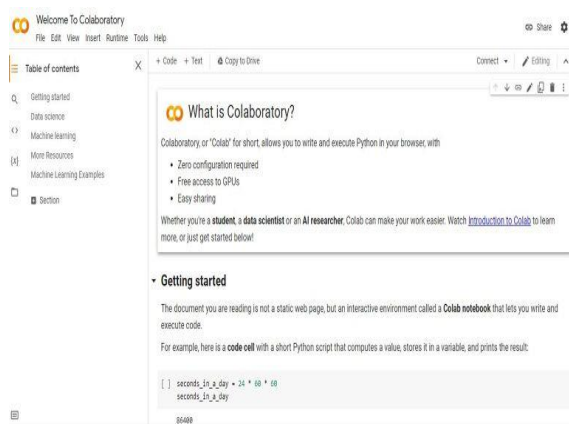 Welcome To Colaboratory
File Edit View Insert Runtime Tools Help
Share
Table of contents
Getting started
Data science
Machine learning
More Resources
Machine Learning Examples
Section
+ Code + Text Copy to Drive
Connect Editing
What is Colaboratory?
Colaboratory, or "Colab" for short, allows you to write and execute Python in your browser, with
• Zero configuration required
• Free access to GPUs
• Easy sharing
Whether you're a student, a data scientist or an AI researcher, Colab can make your work easier. Watch Introduction to Colab to learn
more, or just get started below!
Getting started
The document you are reading is not a static web page, but an interactive environment called a Colab notebook that lets you write and
execute code.
For example, here is a code cell with a short Python script that computes a value, stores it in a variable, and prints the result:
[ ] seconds_in_a_day = 24 * 60 * 60
seconds_in_a_day
86400